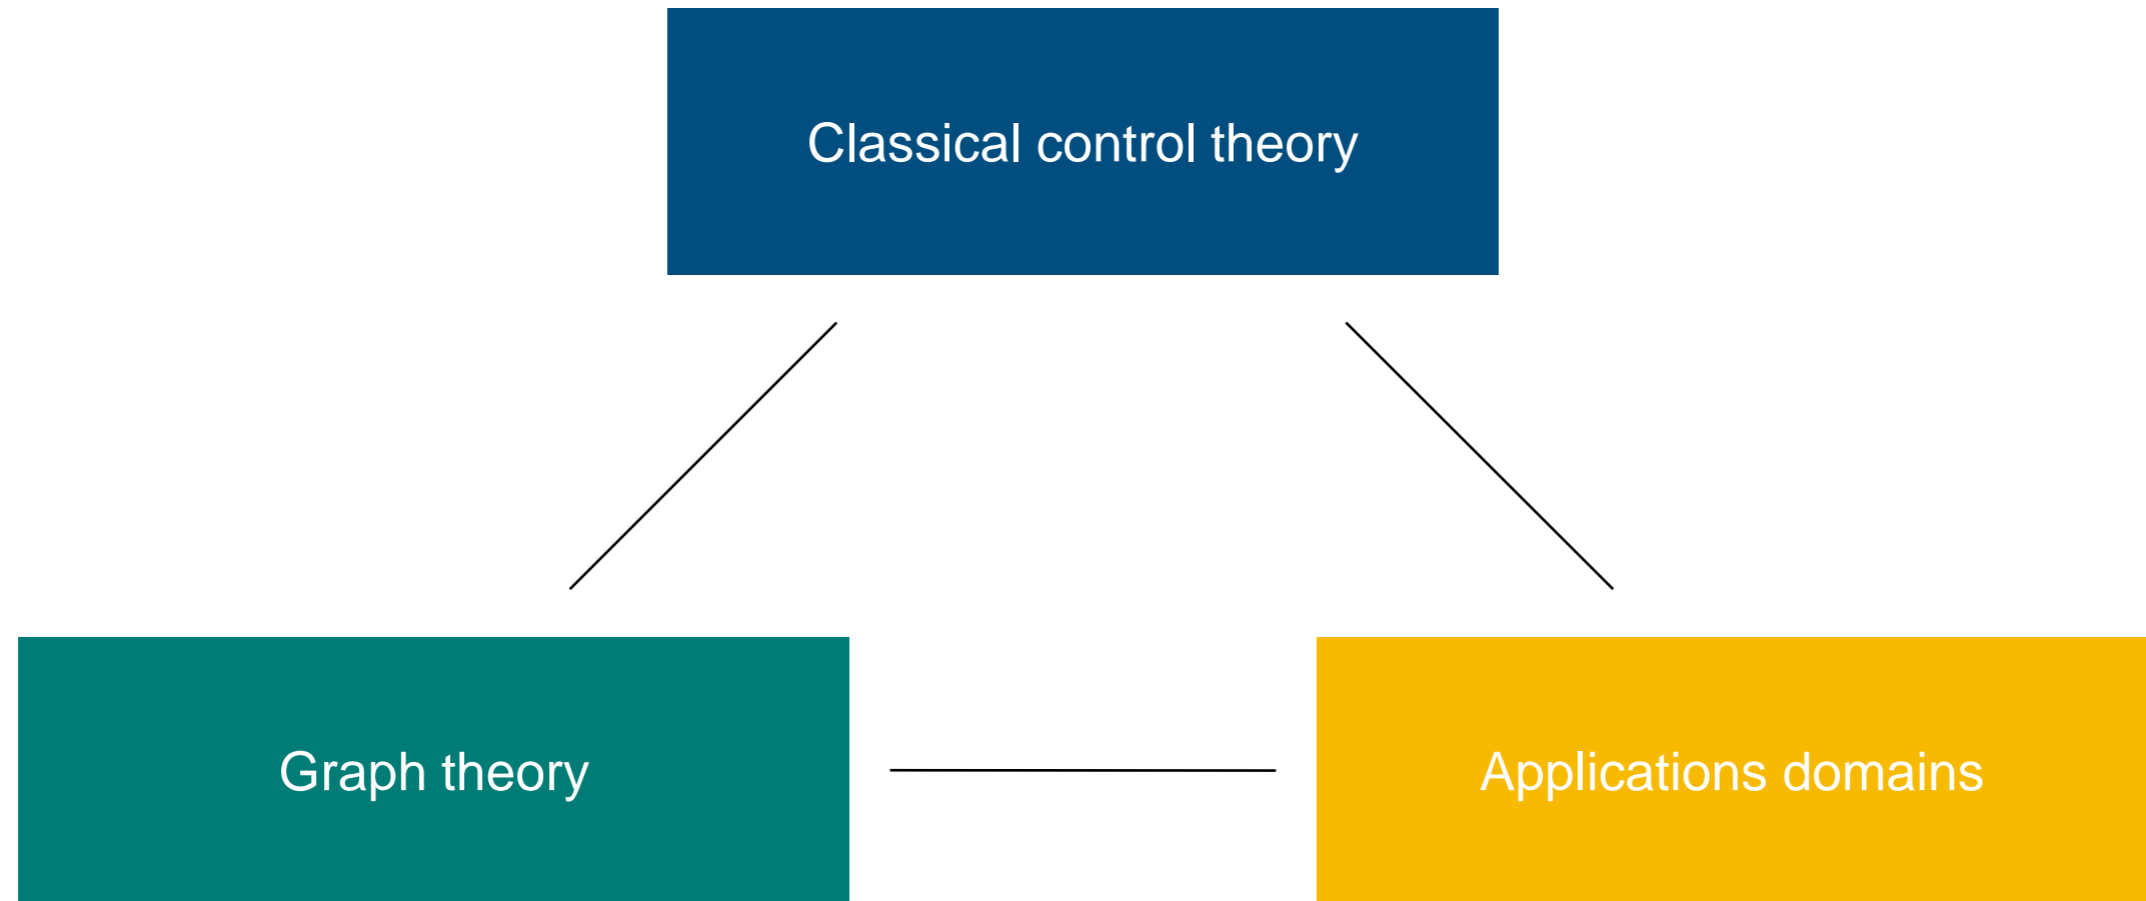 Classical control theory
Graph theory
Applications domains